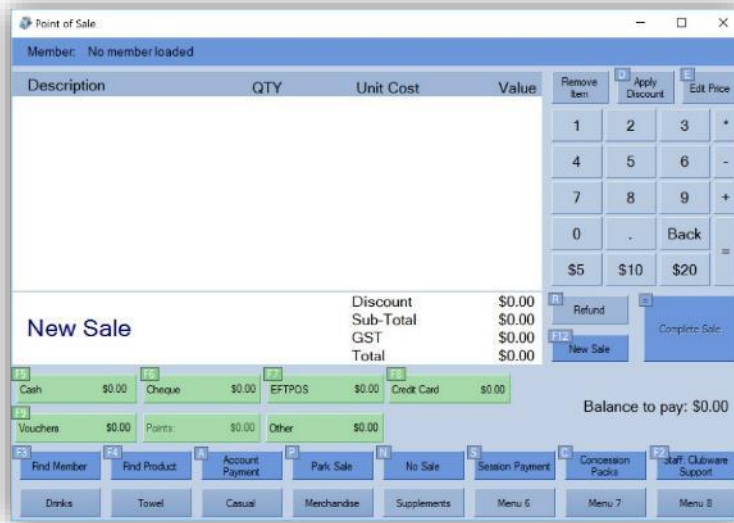 Point of Sale
Member: No member loaded
Description QTY Unit Cost Value
Remove Item
D Apply Discount
E Edit Price
1 2 3 *
4 5 6 -
7 8 9 +
0 . Back =
$5 $10 $20
New Sale
Discount $0.00
Sub-Total $0.00
GST $0.00
Total $0.00
R Refund
= Complete Sale
F12 New Sale
F5 Cash $0.00
F6 Cheque $0.00
F7 EFTPOS $0.00
F8 Credit Card $0.00
Balance to pay: $0.00
F9 Vouchers $0.00
Points: $0.00
Other $0.00
F3 Find Member
F4 Find Product
A Account Payment
P Park Sale
N No Sale
S Session Payment
C Concession Packs
F2 Staff: Clubware Support
Drinks
Towel
Casual
Merchandise
Supplements
Menu 6
Menu 7
Menu 8